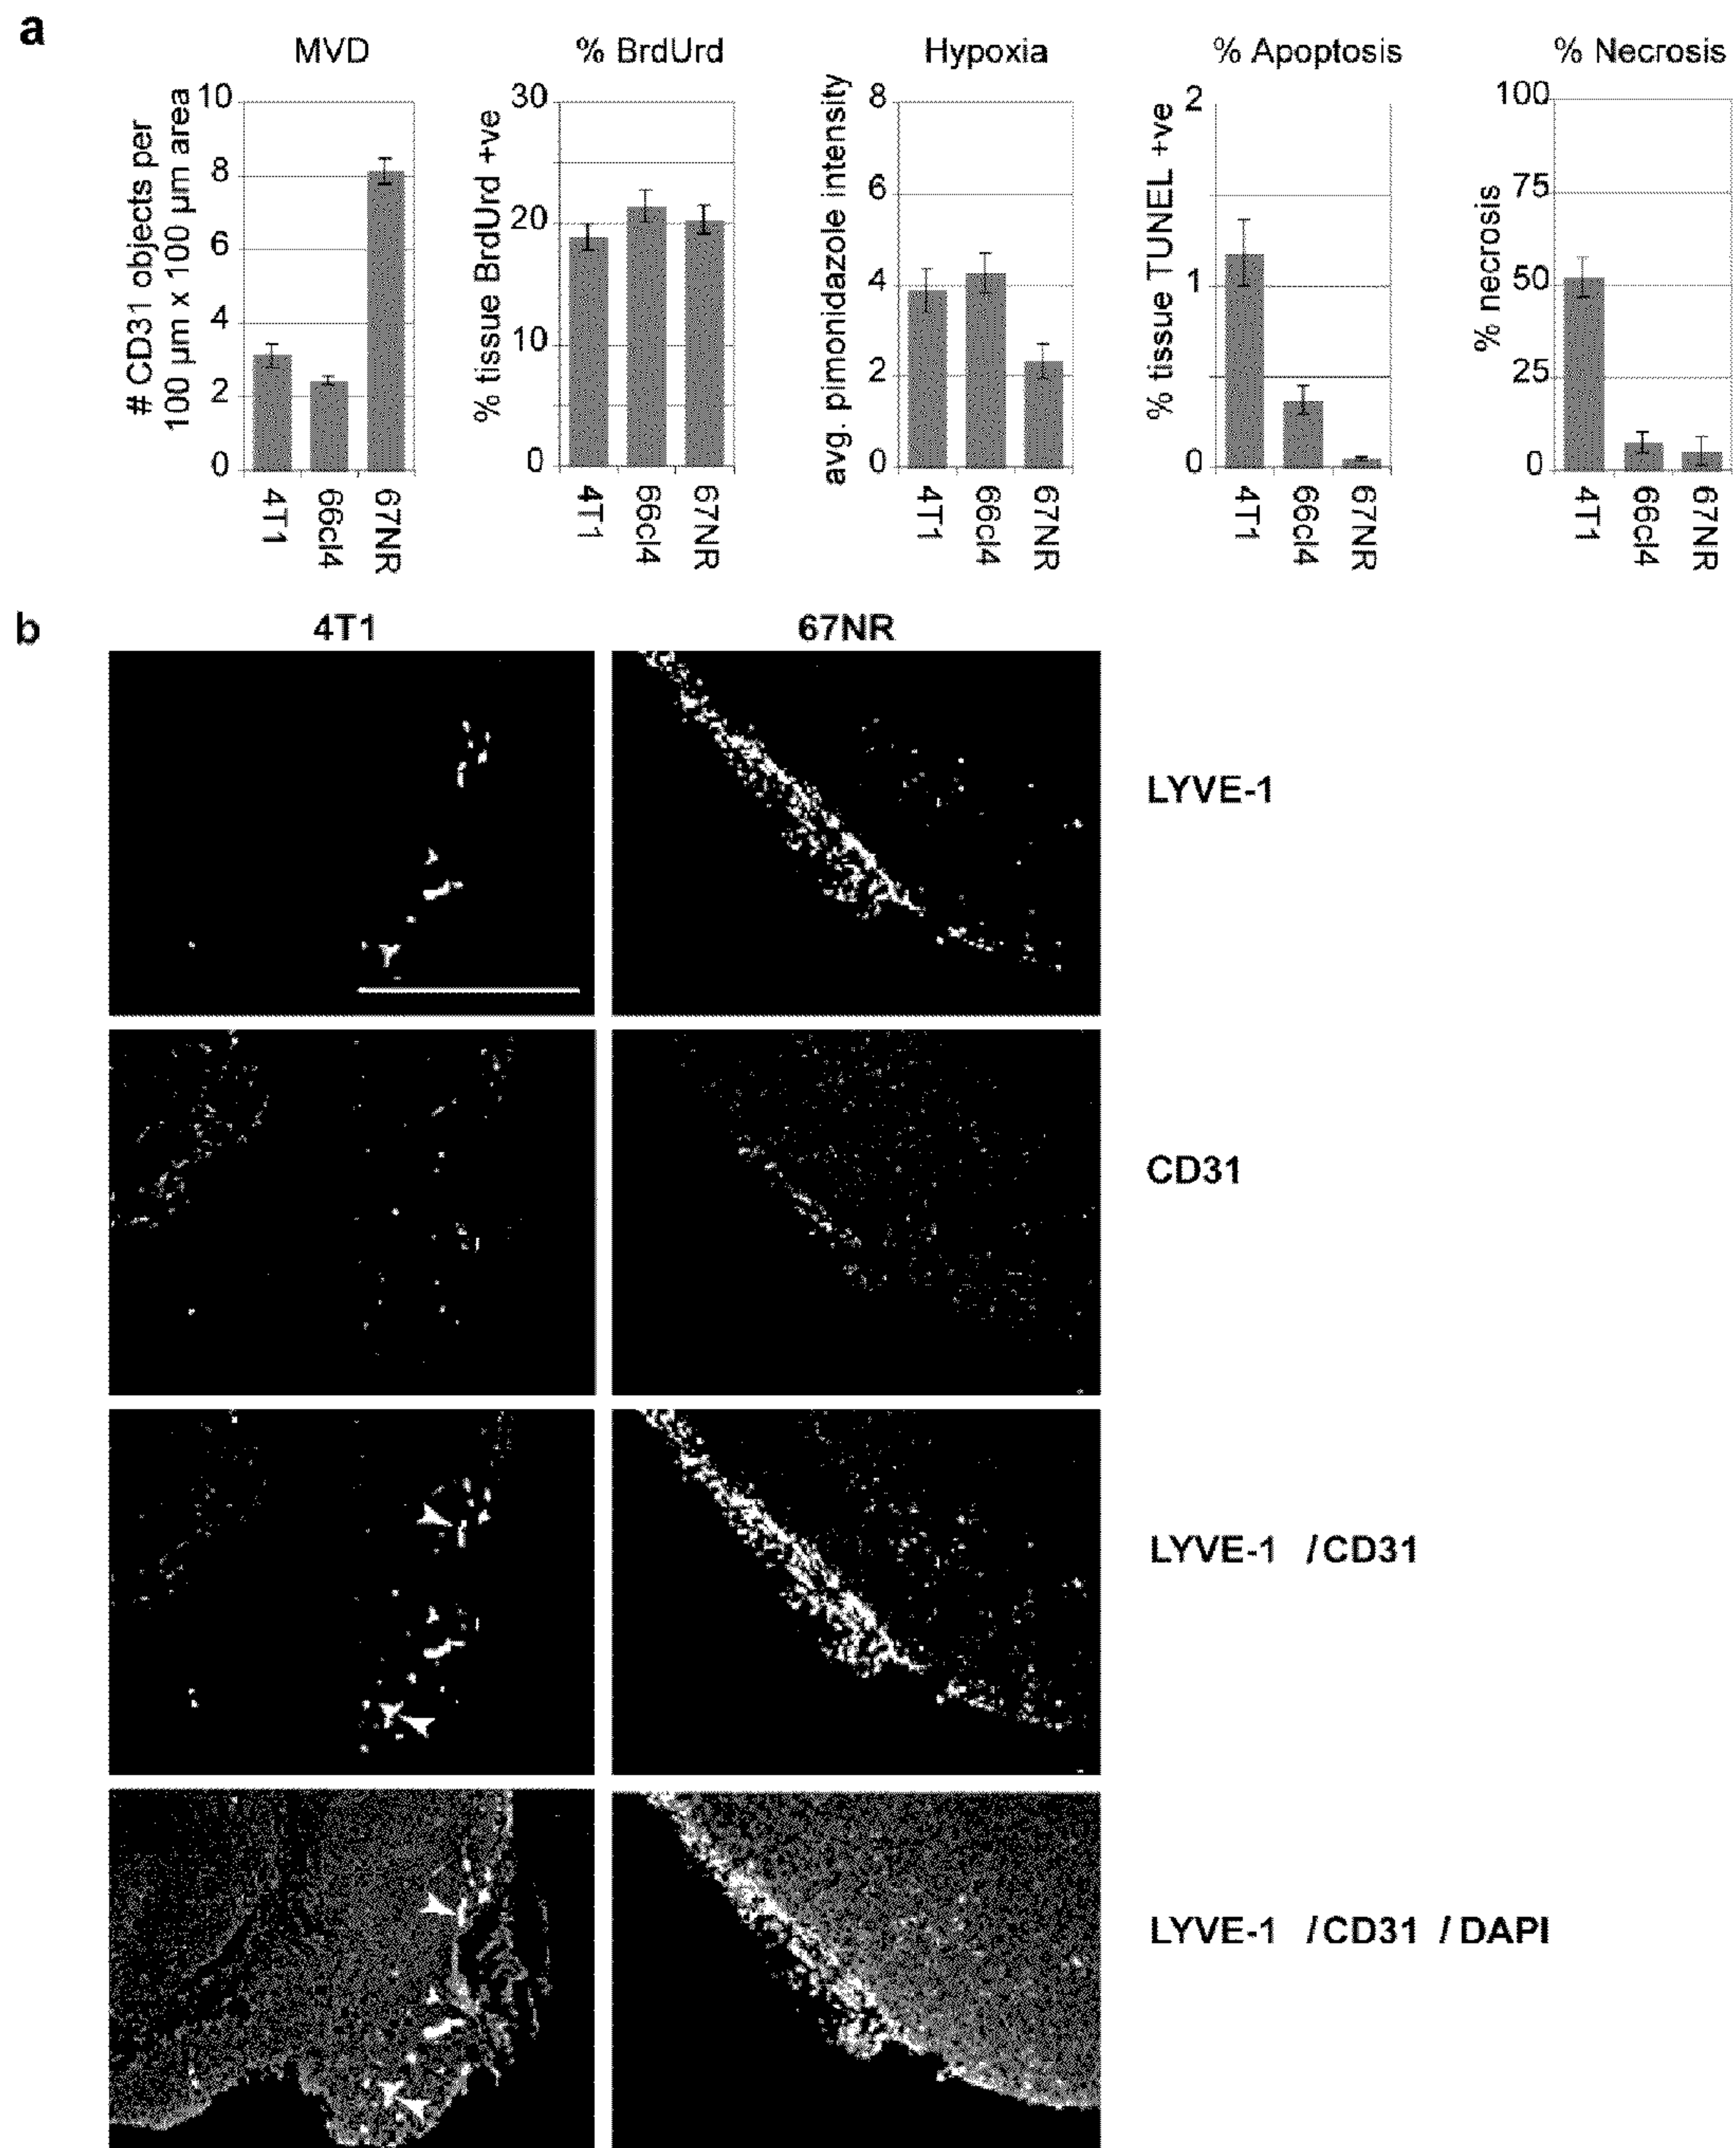 a
MVD
% BrdUrd
Hypoxia
% Apoptosis
% Necrosis
# CD31 objects per
100 µm x 100 µm area
10
8
6
4
2
0
4T1
66cl4
67NR
% tissue BrdUrd +ve
30
20
10
0
4T1
66cl4
67NR
avg. pimonidazole intensity
8
6
4
2
0
4T1
66cl4
67NR
% tissue TUNEL +ve
2
1
0
4T1
66cl4
67NR
% necrosis
100
75
50
25
0
4T1
66cl4
67NR
b
4T1
67NR
LYVE-1
CD31
LYVE-1 /CD31
LYVE-1 /CD31 /DAPI